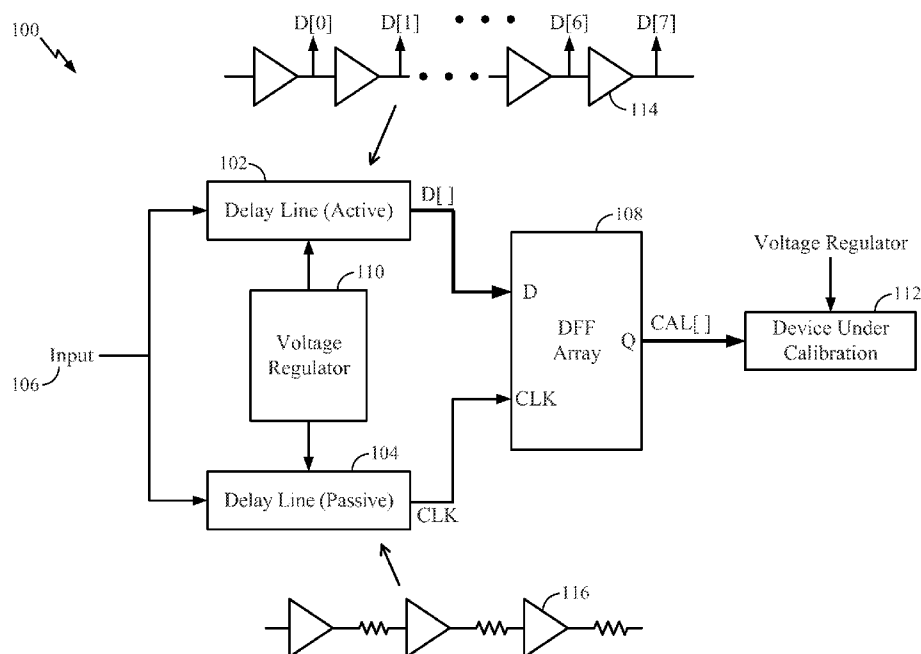 100
D[0]
D[1]
D[6]
D[7]
114
102
Delay Line (Active)
D[ ]
108
D
DFF
Array
Q
CLK
CAL[ ]
Voltage Regulator
112
Device Under
Calibration
110
Voltage
Regulator
Input
106
104
Delay Line (Passive)
CLK
116